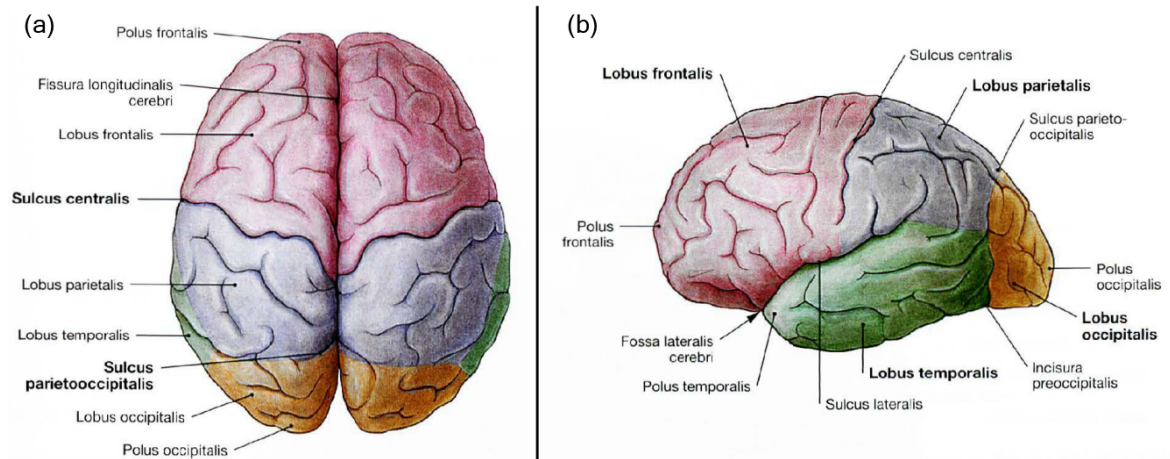 (a)
Polus frontalis
Fissura longitudinalis
cerebri
Lobus frontalis
Sulcus centralis
Lobus parietalis
Lobus temporalis
Sulcus
parietooccipitalis
Lobus occipitalis
Polus occipitalis
(b)
Sulcus centralis
Lobus frontalis
Lobus parietalis
Sulcus parieto-
occipitalis
Polus
frontalis
Polus
occipitalis
Lobus
occipitalis
Fossa lateralis
cerebri
Incisura
preoccipitalis
Polus temporalis
Lobus temporalis
Sulcus lateralis